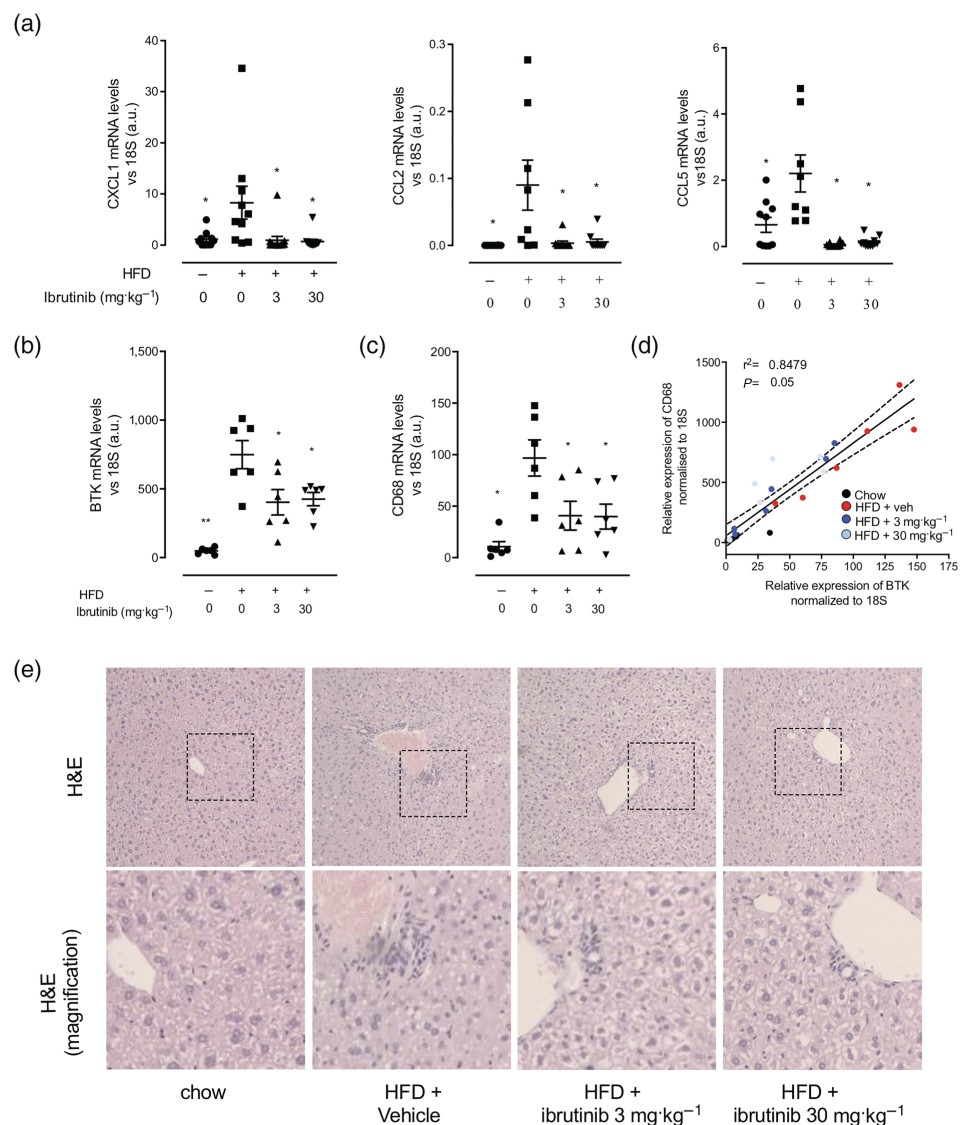 (a)
CXCL1 mRNA levels
vs 18S (a.u.)
40
30
20
10
0
*
*
*
HFD
– + + +
Ibrutinib (mg·kg⁻¹)
0 0 3 30
CCL2 mRNA levels
vs 18S (a.u.)
0.3
0.2
0.1
0.0
*
*
*
– + + +
0 0 3 30
CCL5 mRNA levels
vs18S (a.u.)
6
4
2
0
*
*
*
– + + +
0 0 3 30
(b)
BTK mRNA levels
vs 18S (a.u.)
1,500
1,000
500
0
**
*
*
HFD
– + + +
Ibrutinib (mg·kg⁻¹)
0 0 3 30
(c)
CD68 mRNA levels
vs 18S (a.u.)
200
150
100
50
0
*
*
*
– + + +
0 0 3 30
(d)
Relative expression of CD68
normalised to 18S
1500
1000
500
0
r²= 0.8479
P= 0.05
Chow
HFD + veh
HFD + 3 mg·kg⁻¹
HFD + 30 mg·kg⁻¹
0 25 50 75 100 125 150 175
Relative expression of BTK
normalized to 18S
(e)
H&E
H&E
(magnification)
chow
HFD +
Vehicle
HFD +
ibrutinib 3 mg·kg⁻¹
HFD +
ibrutinib 30 mg·kg⁻¹